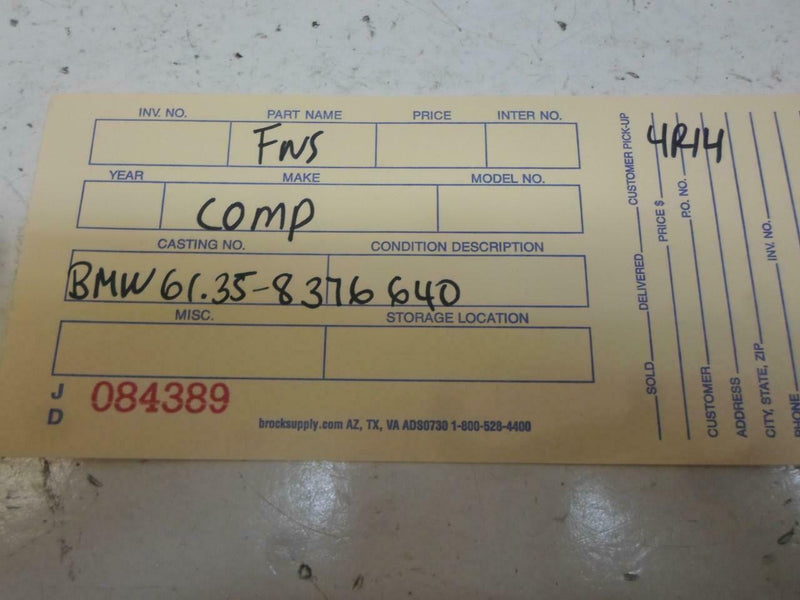 INV. NO. PART NAME PRICE INTER NO.
FNS
YEAR MAKE MODEL NO.
COMP
CASTING NO. CONDITION DESCRIPTION
BMW 61.35-8376640
MISC. STORAGE LOCATION
J
D
084389
brocksupply.com AZ, TX, VA ADS0730 1-800-528-4400
4R14
SOLD DELIVERED CUSTOMER PICK-UP
PRICE $
P.O. NO.
CUSTOMER
ADDRESS
CITY, STATE, ZIP INV. NO.
PHONE